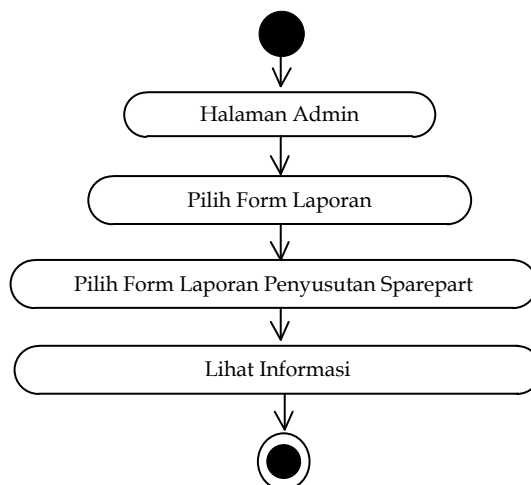 Halaman Admin
Pilih Form Laporan
Pilih Form Laporan Penyusutan Sparepart
Lihat Informasi